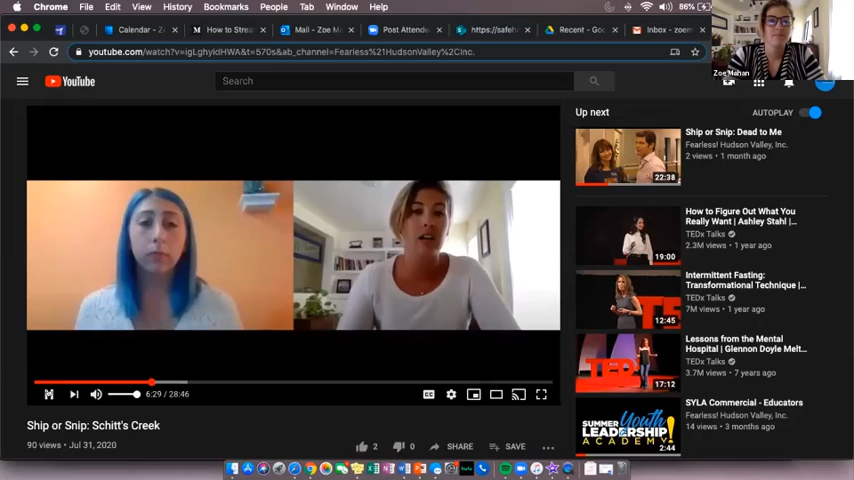 Chrome File Edit View History Bookmarks People Tab Window Help
86%
Calendar - Z
How to Strea
Mail - Zoe M
Post Attende
https://safeh
Recent - Goo
Inbox - zoem
youtube.com/watch?v=igLghyldHWA&t=570s&ab_channel=Fearless%21HudsonValley%2CInc.
Zoe Mahan
YouTube
Search
Up next
AUTOPLAY
Ship or Snip: Dead to Me
Fearless! Hudson Valley, Inc.
2 views • 1 month ago
22:38
How to Figure Out What You
Really Want | Ashley Stahl |...
TEDx Talks
2.3M views • 1 year ago
19:00
Intermittent Fasting:
Transformational Technique |...
TEDx Talks
7M views • 1 year ago
12:45
Lessons from the Mental
Hospital | Glennon Doyle Melt...
TEDx Talks
3.7M views • 7 years ago
TED
17:12
SYLA Commercial - Educators
Fearless! Hudson Valley, Inc.
14 views • 3 months ago
SUMMER Youth
LEADERSHIP
ACADEMY!
2:44
6:29 / 28:46
CC
Ship or Snip: Schitt's Creek
90 views • Jul 31, 2020
2
0
SHARE
SAVE
hulu